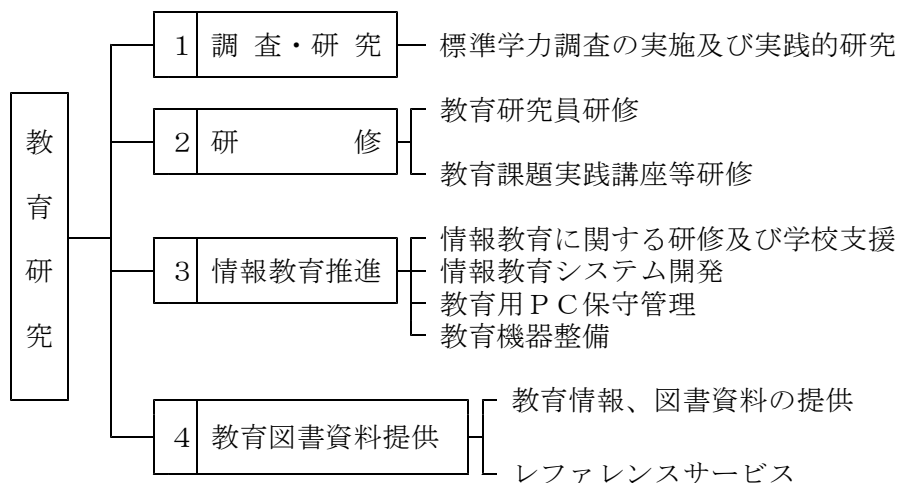 教育研究
1 調査・研究
標準学力調査の実施及び実践的研究
2 研 修
教育研究員研修
教育課題実践講座等研修
3 情報教育推進
情報教育に関する研修及び学校支援
情報教育システム開発
教育用PC保守管理
教育機器整備
4 教育図書資料提供
教育情報、図書資料の提供
レファレンスサービス